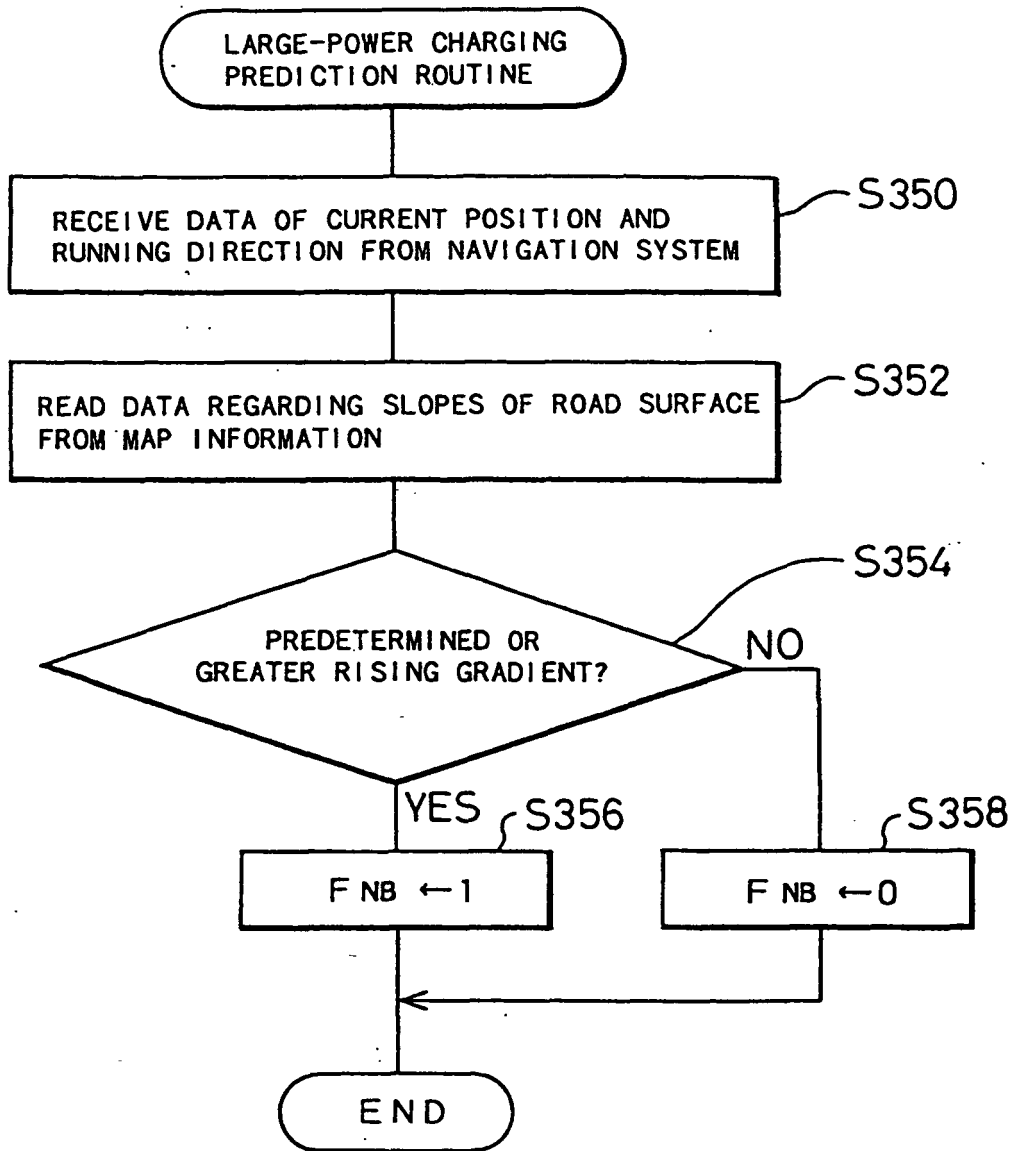 LARGE-POWER CHARGING
PREDICTION ROUTINE
S350
RECEIVE DATA OF CURRENT POSITION AND
RUNNING DIRECTION FROM NAVIGATION SYSTEM
S352
READ DATA REGARDING SLOPES OF ROAD SURFACE
FROM MAP INFORMATION
S354
PREDETERMINED OR
GREATER RISING GRADIENT?
NO
YES
S356
F NB ←1
S358
F NB ←0
END